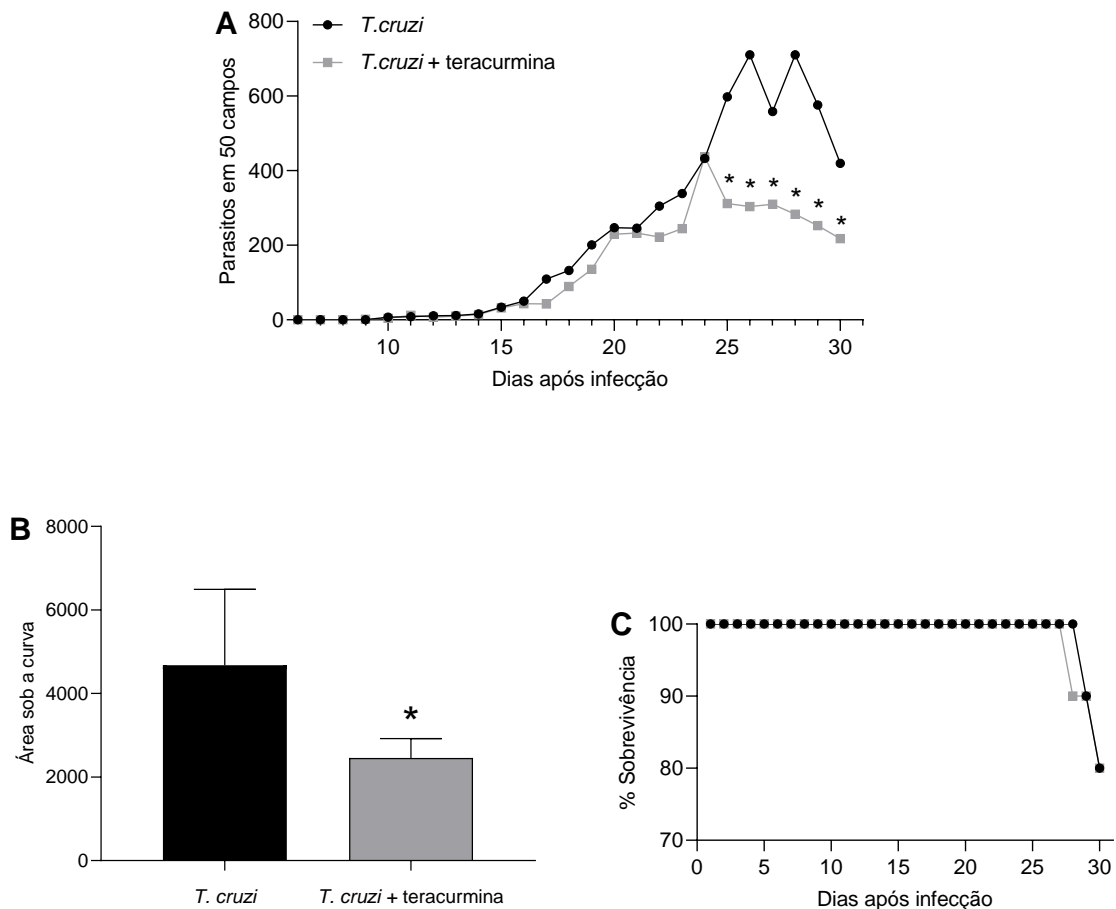 A
T.cruzi
T.cruzi + teracurmina
Parasitos em 50 campos
800
600
400
200
0
* * * * * *
10 15 20 25 30
Dias após infecção
B
Área sob a curva
8000
6000
4000
2000
0
*
T. cruzi T. cruzi + teracurmina
C
% Sobrevivência
100
90
80
70
0 5 10 15 20 25 30
Dias após infecção